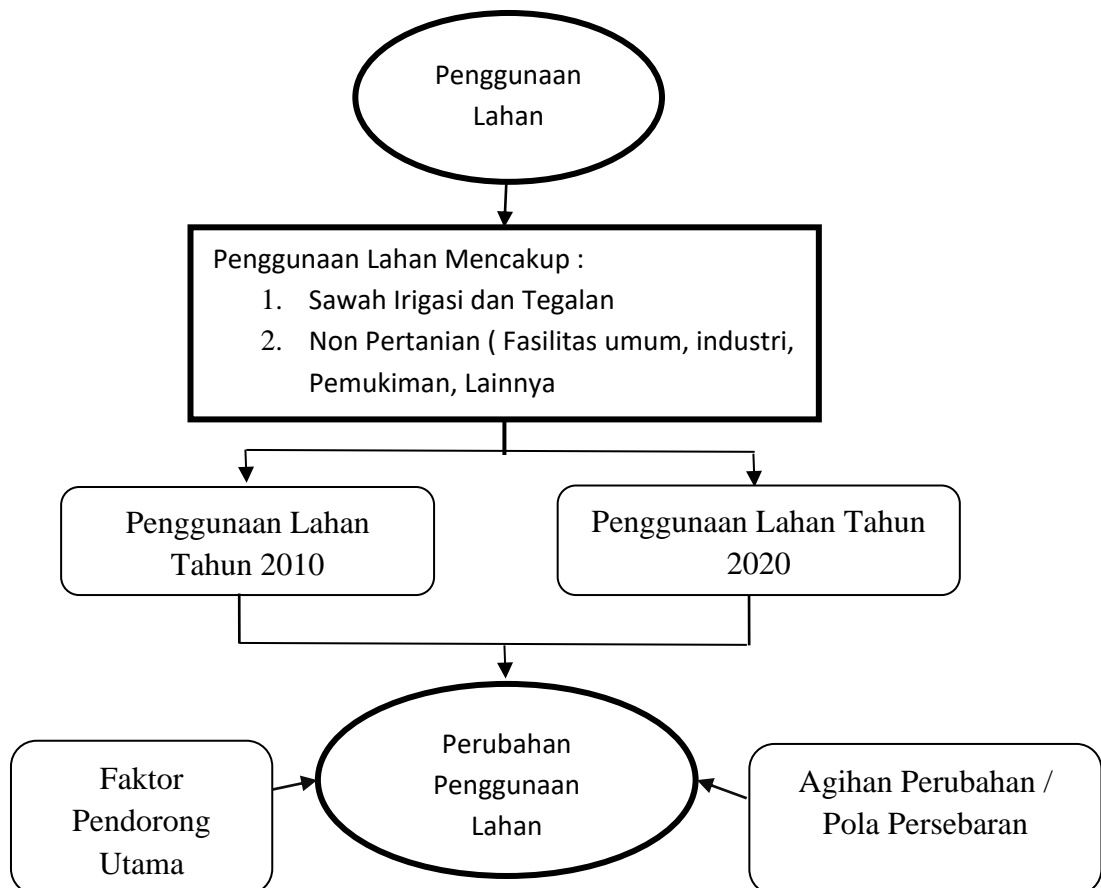 Penggunaan
Lahan
Penggunaan Lahan Mencakup :
1. Sawah Irigasi dan Tegalan
2. Non Pertanian ( Fasilitas umum, industri,
Pemukiman, Lainnya
Penggunaan Lahan
Tahun 2010
Penggunaan Lahan Tahun
2020
Perubahan
Penggunaan
Lahan
Faktor
Pendorong
Utama
Agihan Perubahan /
Pola Persebaran